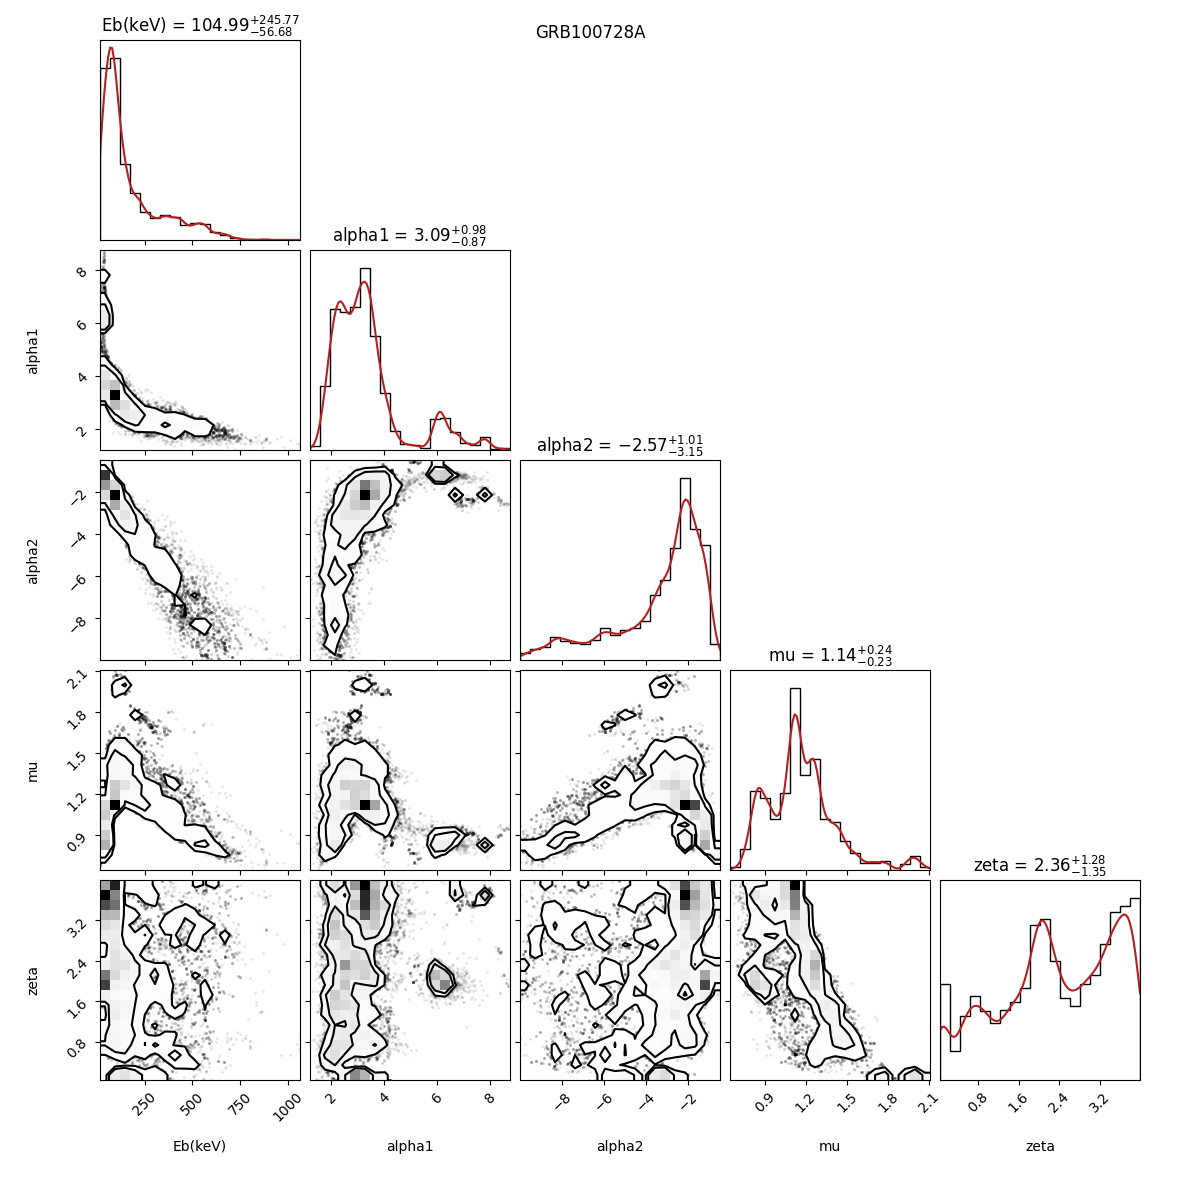 GRB100728A
Eb(keV) = 104.99+245.77 −56.68
alpha1 = 3.09+0.98 −0.87
alpha2 = −2.57+1.01 −3.15
mu = 1.14+0.24 −0.23
zeta = 2.36+1.28 −1.35
alpha1
8
6
4
2
alpha2
−2
−4
−6
−8
mu
2.1
1.8
1.5
1.2
0.9
zeta
3.2
2.4
1.6
0.8
250 500 750 1000
2 4 6 8
−8 −6 −4 −2
0.9 1.2 1.5 1.8 2.1
0.8 1.6 2.4 3.2
Eb(keV) alpha1 alpha2 mu zeta